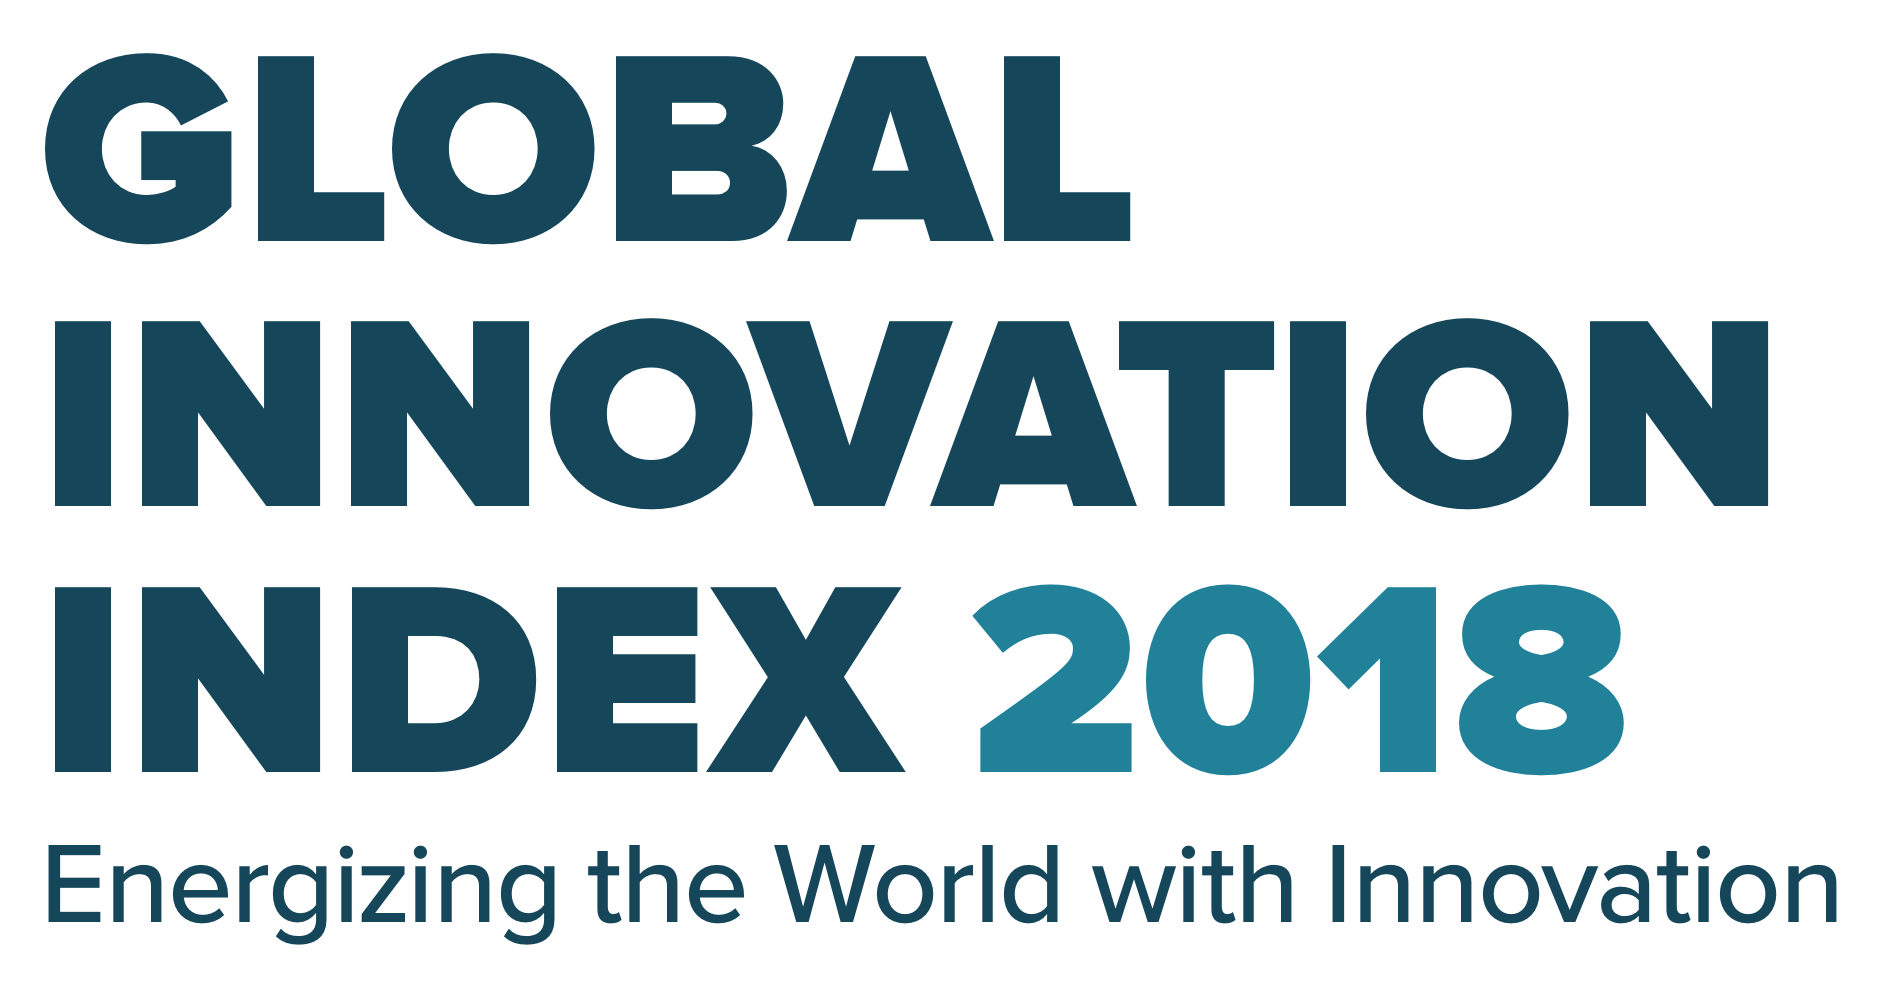 GLOBAL
INNOVATION
INDEX 2018
Energizing the World with Innovation